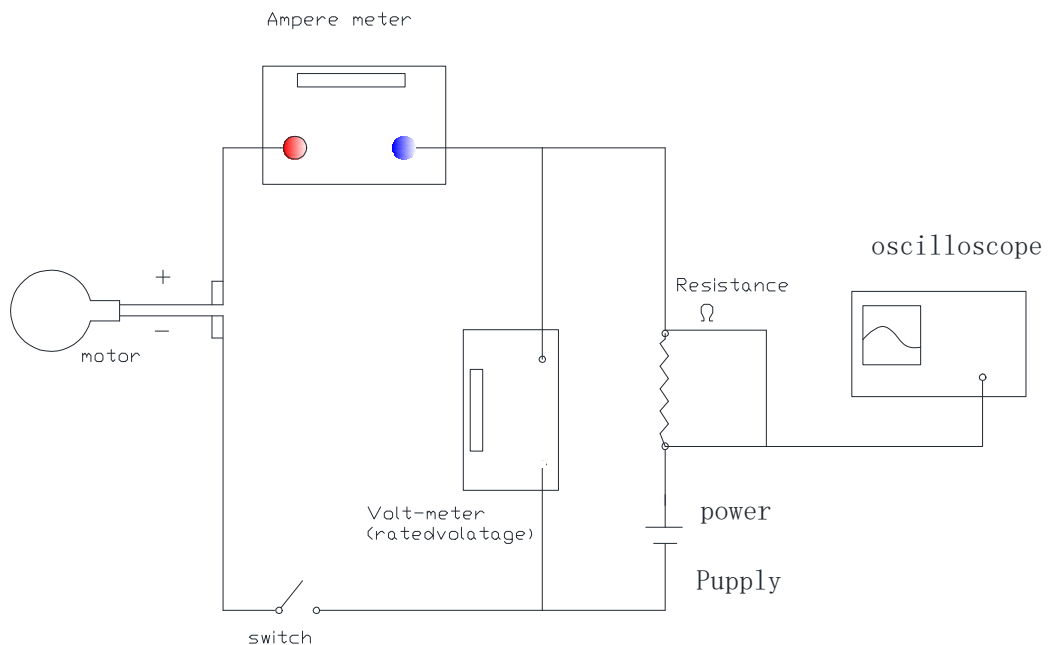 Ampere meter
oscilloscope
+
Resistance
Ω
−
motor
Volt-meter
(ratedvolatage)
power
Pupply
switch